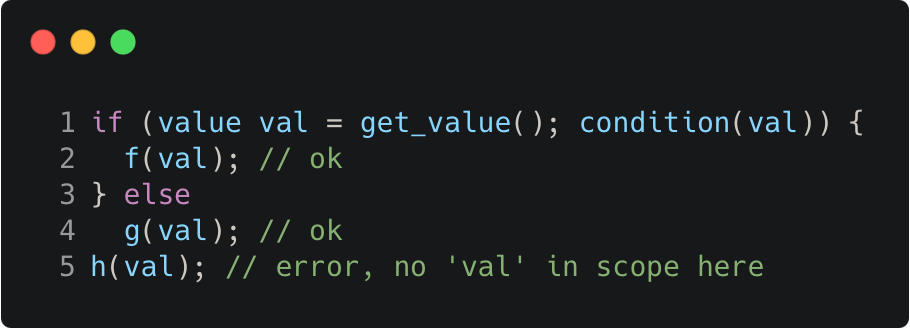 1 if (value val = get_value(); condition(val)) {
2   f(val); // ok
3 } else
4   g(val); // ok
5 h(val); // error, no 'val' in scope here